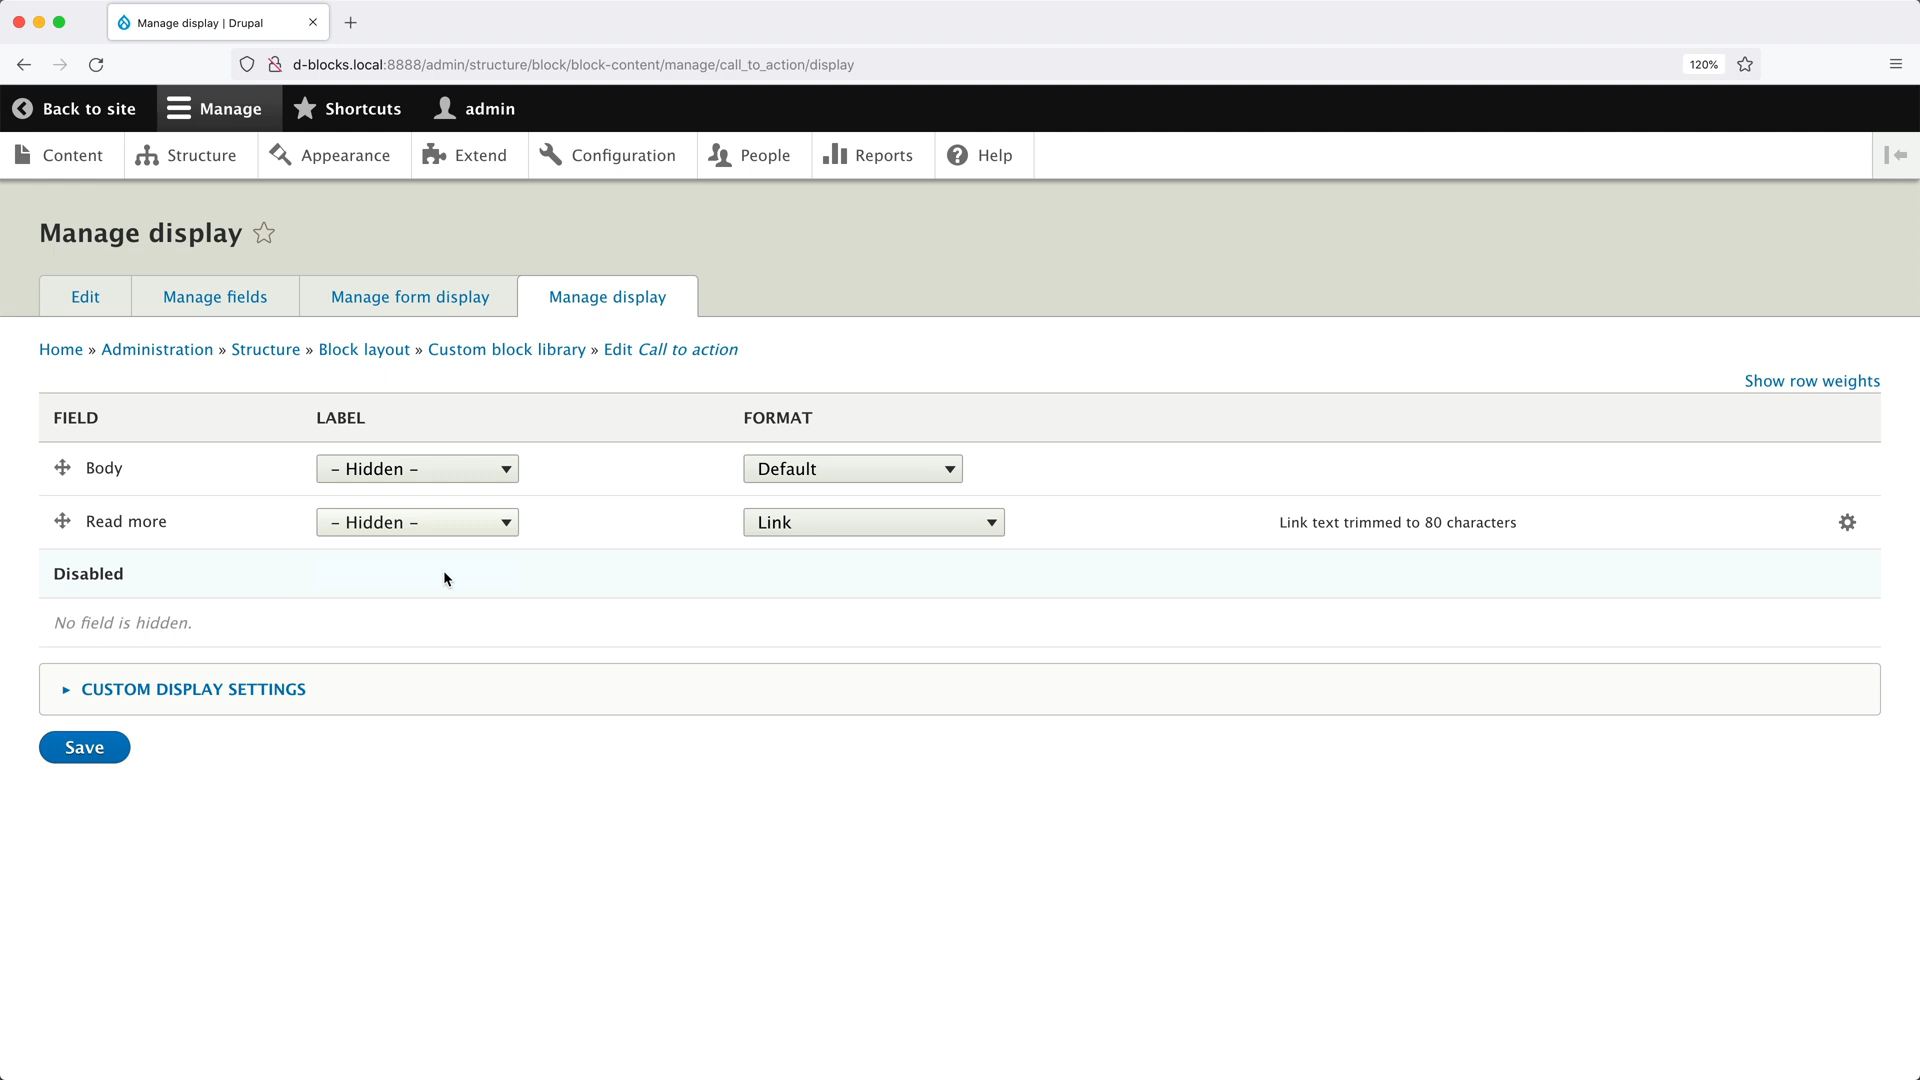 Manage display | Drupal
d-blocks.local:8888/admin/structure/block/block-content/manage/call_to_action/display 120%
Back to site Manage Shortcuts admin
Content Structure Appearance Extend Configuration People Reports Help
Manage display
Edit Manage fields Manage form display Manage display
Home » Administration » Structure » Block layout » Custom block library » Edit Call to action
Show row weights
FIELD LABEL FORMAT
Body – Hidden – Default
Read more – Hidden – Link Link text trimmed to 80 characters
Disabled
No field is hidden.
CUSTOM DISPLAY SETTINGS
Save